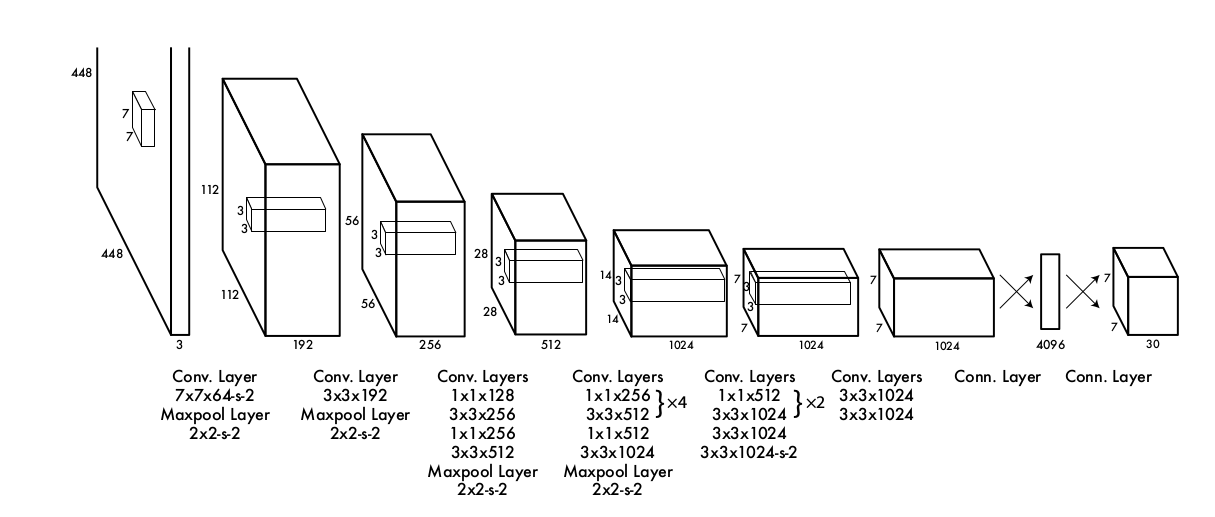 448
448
7
7
3
112
112
3
3
192
56
56
3
3
256
28
28
3
3
512
14
14
3
3
1024
7
7
3
3
1024
7
7
1024
4096
7
7
30
Conv. Layer
7x7x64-s-2
Maxpool Layer
2x2-s-2
Conv. Layer
3x3x192
Maxpool Layer
2x2-s-2
Conv. Layers
1x1x128
3x3x256
1x1x256
3x3x512
Maxpool Layer
2x2-s-2
Conv. Layers
1x1x256
3x3x512
}×4
1x1x512
3x3x1024
Maxpool Layer
2x2-s-2
Conv. Layers
1x1x512
3x3x1024
}×2
3x3x1024
3x3x1024-s-2
Conv. Layers
3x3x1024
3x3x1024
Conn. Layer
Conn. Layer